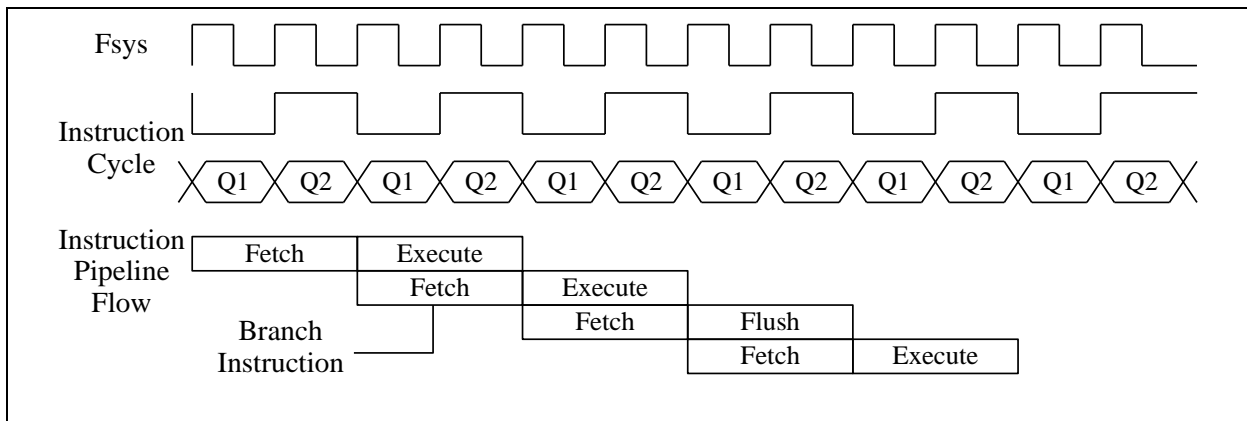 Fsys
Instruction
Cycle
Q1 Q2 Q1 Q2 Q1 Q2 Q1 Q2 Q1 Q2 Q1 Q2
Instruction
Pipeline
Flow
Fetch Execute
Fetch Execute
Fetch Flush
Fetch Execute
Branch
Instruction